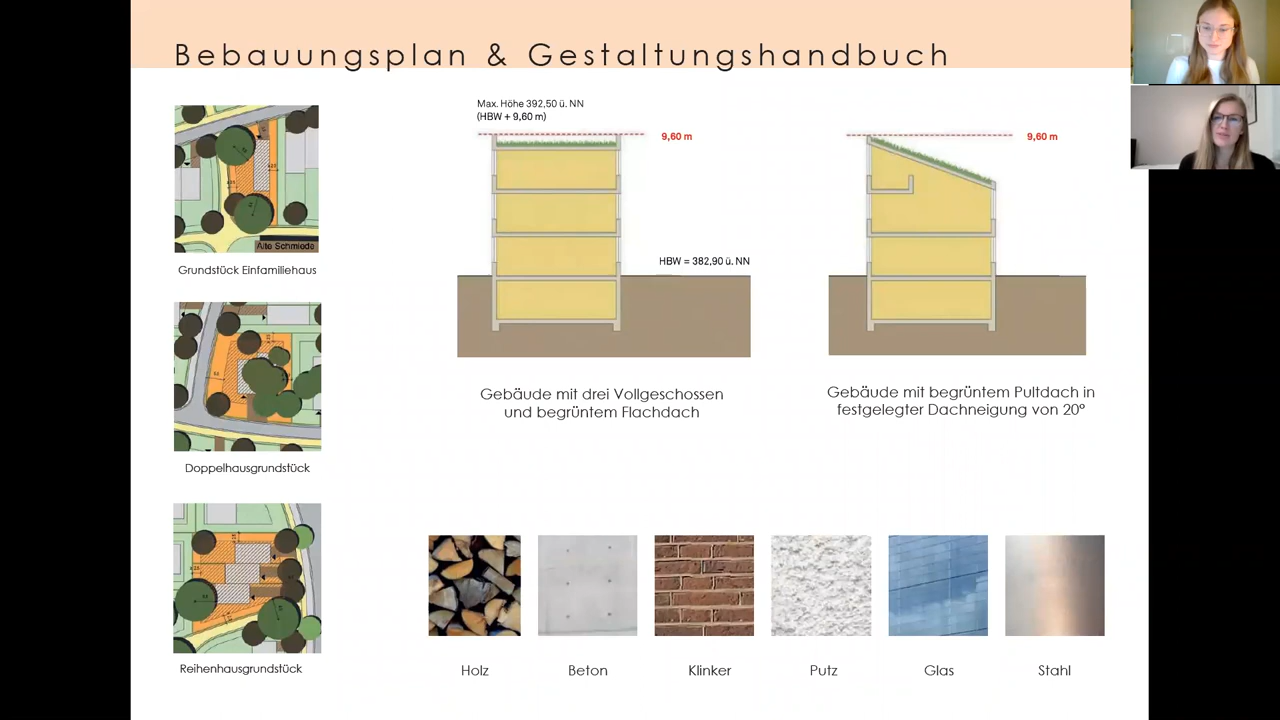 Bebauungsplan & Gestaltungshandbuch
Alte Schmiede
Grundstück Einfamiliehaus
Doppelhausgrundstück
Reihenhausgrundstück
Max. Höhe 392,50 ü. NN
(HBW + 9,60 m)
9,60 m
HBW = 382,90 ü. NN
Gebäude mit drei Vollgeschossen
und begrüntem Flachdach
9,60 m
Gebäude mit begrüntem Pultdach in
festgelegter Dachneigung von 20°
Holz
Beton
Klinker
Putz
Glas
Stahl